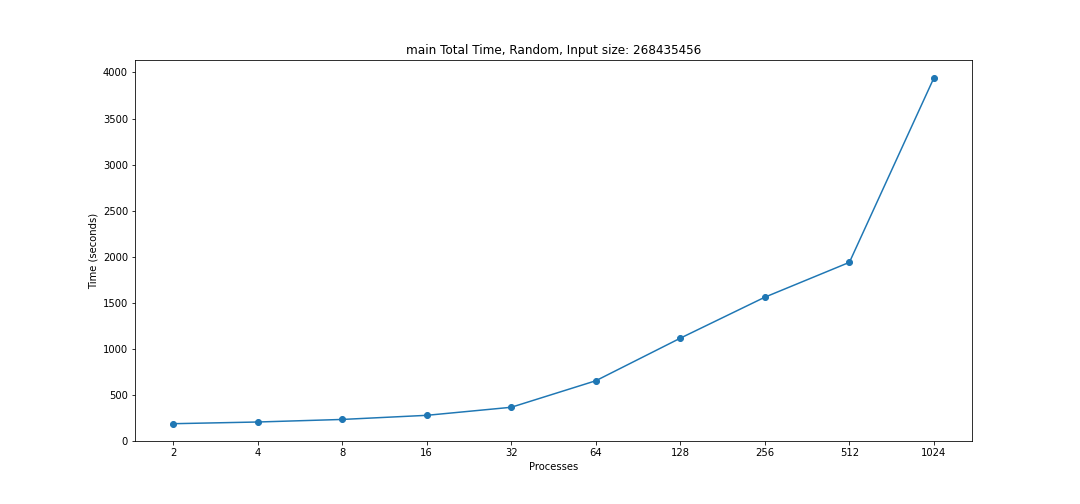 main Total Time, Random, Input size: 268435456
4000
3500
3000
2500
2000
1500
1000
500
0
Time (seconds)
2 4 8 16 32 64 128 256 512 1024
Processes